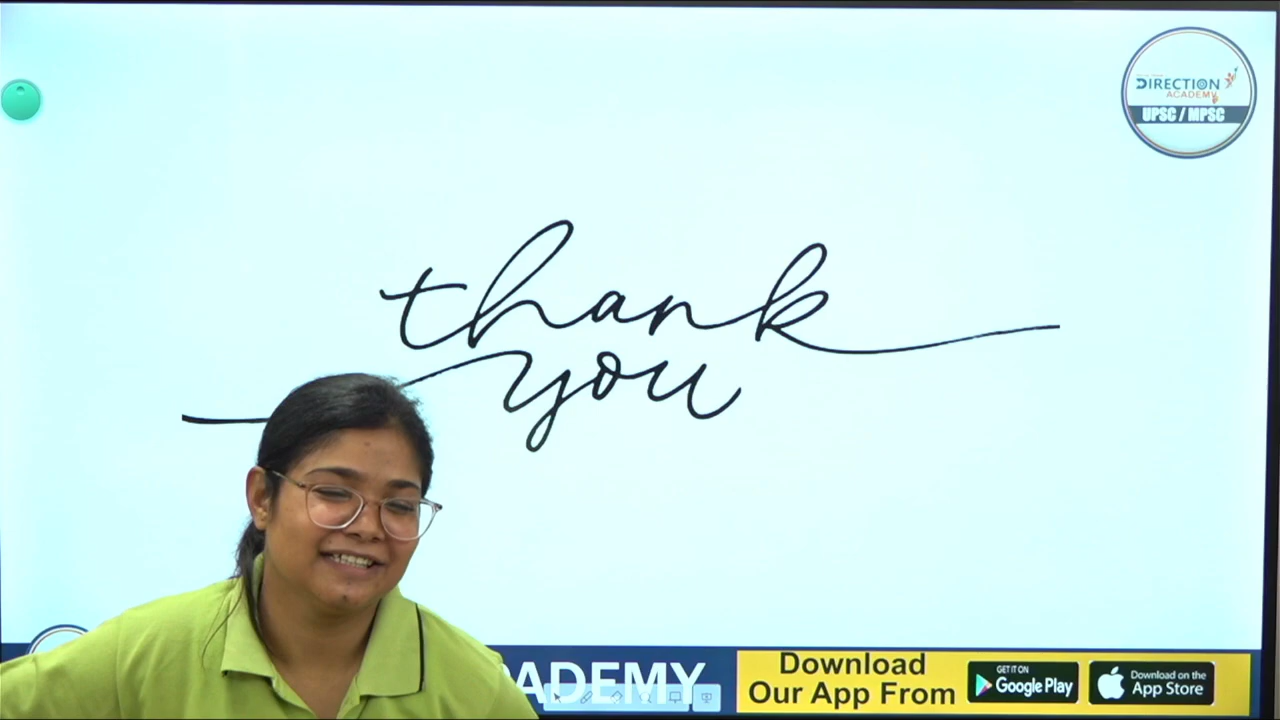 DIRECTION
ACADEMY
UPSC / MPSC
thank
you
ADEMY
Download
Our App From
GET IT ON
Google Play
Download on the
App Store